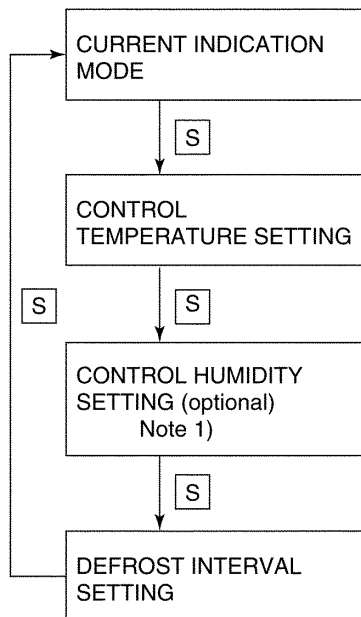 CURRENT INDICATION
MODE
S
CONTROL
TEMPERATURE SETTING
S
S
CONTROL HUMIDITY
SETTING (optional)
Note 1)
S
DEFROST INTERVAL
SETTING